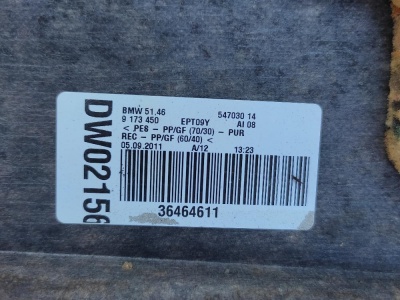 BMW 51.46 547030 14
9 173 450 EPT09Y AI 08
< ,PES - PP/GF (70/30) - PUR
REC - PP/GF (60/40) <
05.09.2011 A/12 13:23
36464611
DW02156